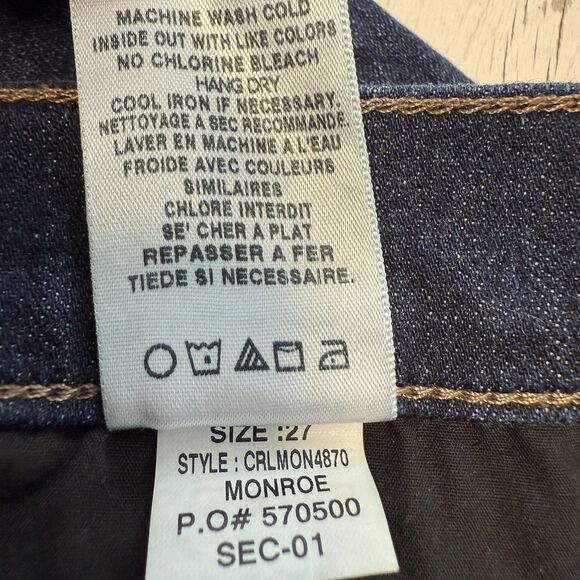 MACHINE WASH COLD
INSIDE OUT WITH LIKE COLORS
NO CHLORINE BLEACH
HANG DRY
COOL IRON IF NECESSARY.
NETTOYAGE A SEC RECOMMANDE.
LAVER EN MACHINE A L'EAU
FROIDE AVEC COULEURS
SIMILAIRES
CHLORE INTERDIT
SE' CHER A PLAT
REPASSER A FER
TIEDE SI NECESSAIRE.
SIZE :27
STYLE : CRLMON4870
MONROE
P.O# 570500
SEC-01